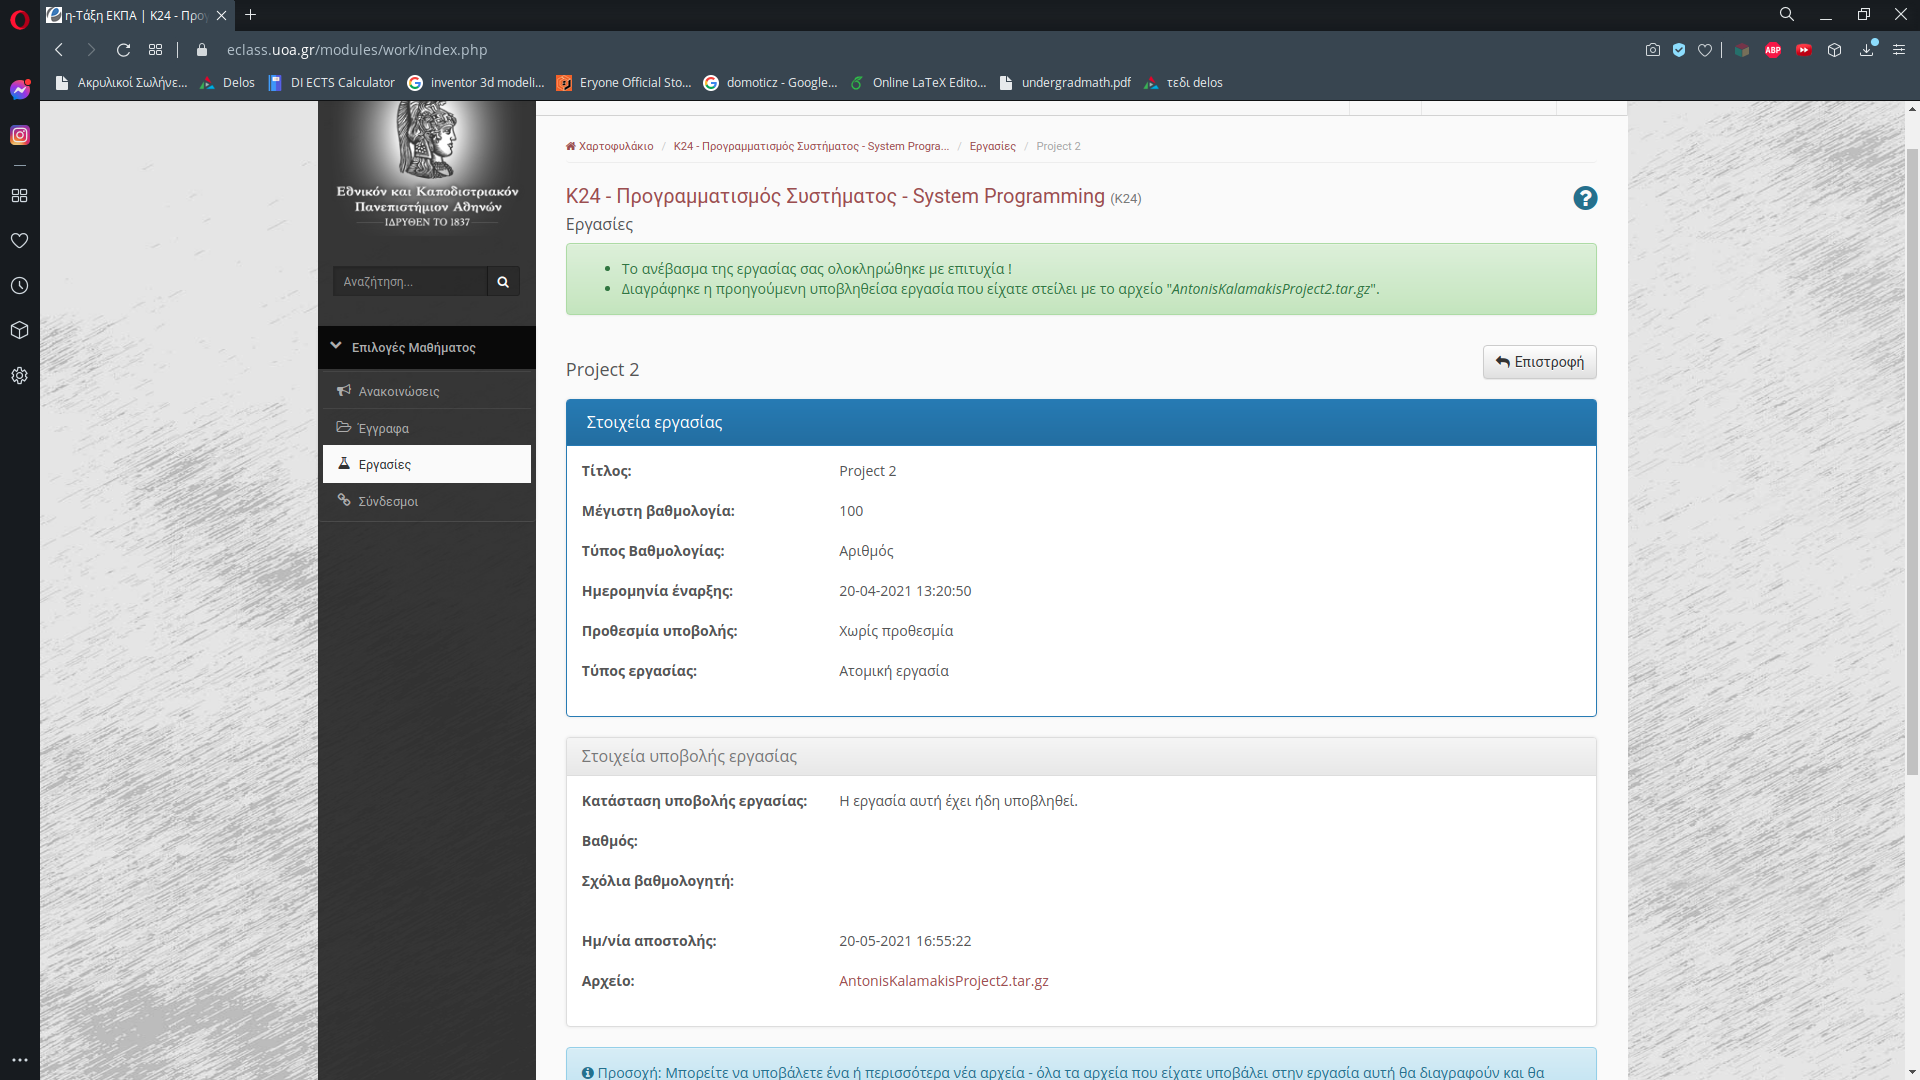 η-Τάξη ΕΚΠΑ | K24 - Προγ
eclass.uoa.gr/modules/work/index.php
Ακρυλικοί Σωλήνε...
Delos
DI ECTS Calculator
inventor 3d modeli...
Eryone Official Sto...
domoticz - Google...
Online LaTeX Edito...
undergradmath.pdf
τεδι delos
ABP
Εθνικόν και Καποδιστριακόν
Πανεπιστήμιον Αθηνών
ΙΔΡΥΘΕΝ ΤΟ 1837
Αναζήτηση...
Επιλογές Μαθήματος
Ανακοινώσεις
Έγγραφα
Εργασίες
Σύνδεσμοι
Χαρτοφυλάκιο / K24 - Προγραμματισμός Συστήματος - System Progra... / Εργασίες / Project 2
K24 - Προγραμματισμός Συστήματος - System Programming (K24)
Εργασίες
• Το ανέβασμα της εργασίας σας ολοκληρώθηκε με επιτυχία !
• Διαγράφηκε η προηγούμενη υποβληθείσα εργασία που είχατε στείλει με το αρχείο "AntonisKalamakisProject2.tar.gz".
Project 2
Επιστροφή
Στοιχεία εργασίας
Τίτλος: Project 2
Μέγιστη βαθμολογία: 100
Τύπος Βαθμολογίας: Αριθμός
Ημερομηνία έναρξης: 20-04-2021 13:20:50
Προθεσμία υποβολής: Χωρίς προθεσμία
Τύπος εργασίας: Ατομική εργασία
Στοιχεία υποβολής εργασίας
Κατάσταση υποβολής εργασίας: Η εργασία αυτή έχει ήδη υποβληθεί.
Βαθμός:
Σχόλια βαθμολογητή:
Ημ/νία αποστολής: 20-05-2021 16:55:22
Αρχείο: AntonisKalamakisProject2.tar.gz
Προσοχή: Μπορείτε να υποβάλετε ένα ή περισσότερα νέα αρχεία - όλα τα αρχεία που είχατε υποβάλει στην εργασία αυτή θα διαγραφούν και θα